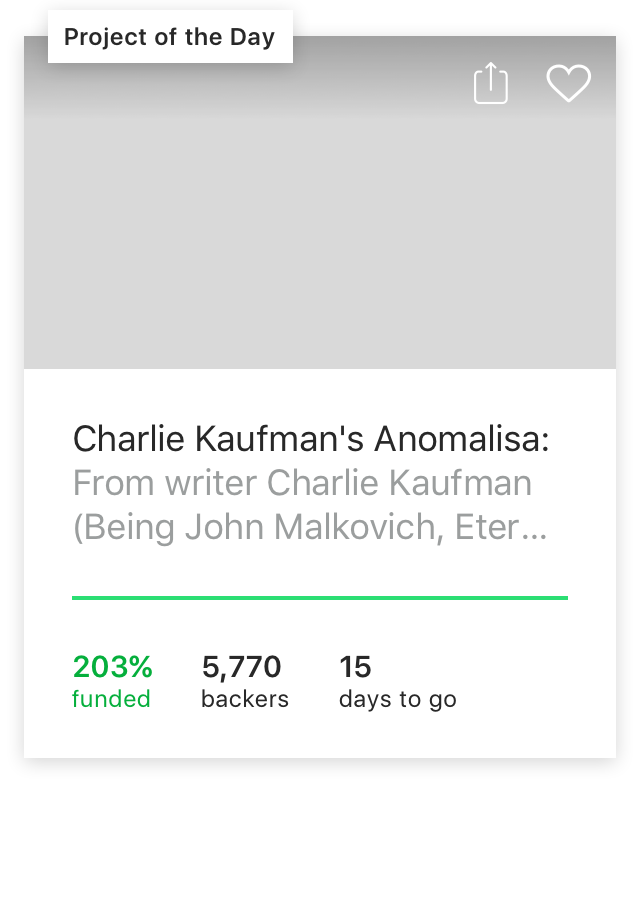 Project of the Day
Charlie Kaufman's Anomalisa:
From writer Charlie Kaufman
(Being John Malkovich, Eter...
203% 5,770 15
funded backers days to go